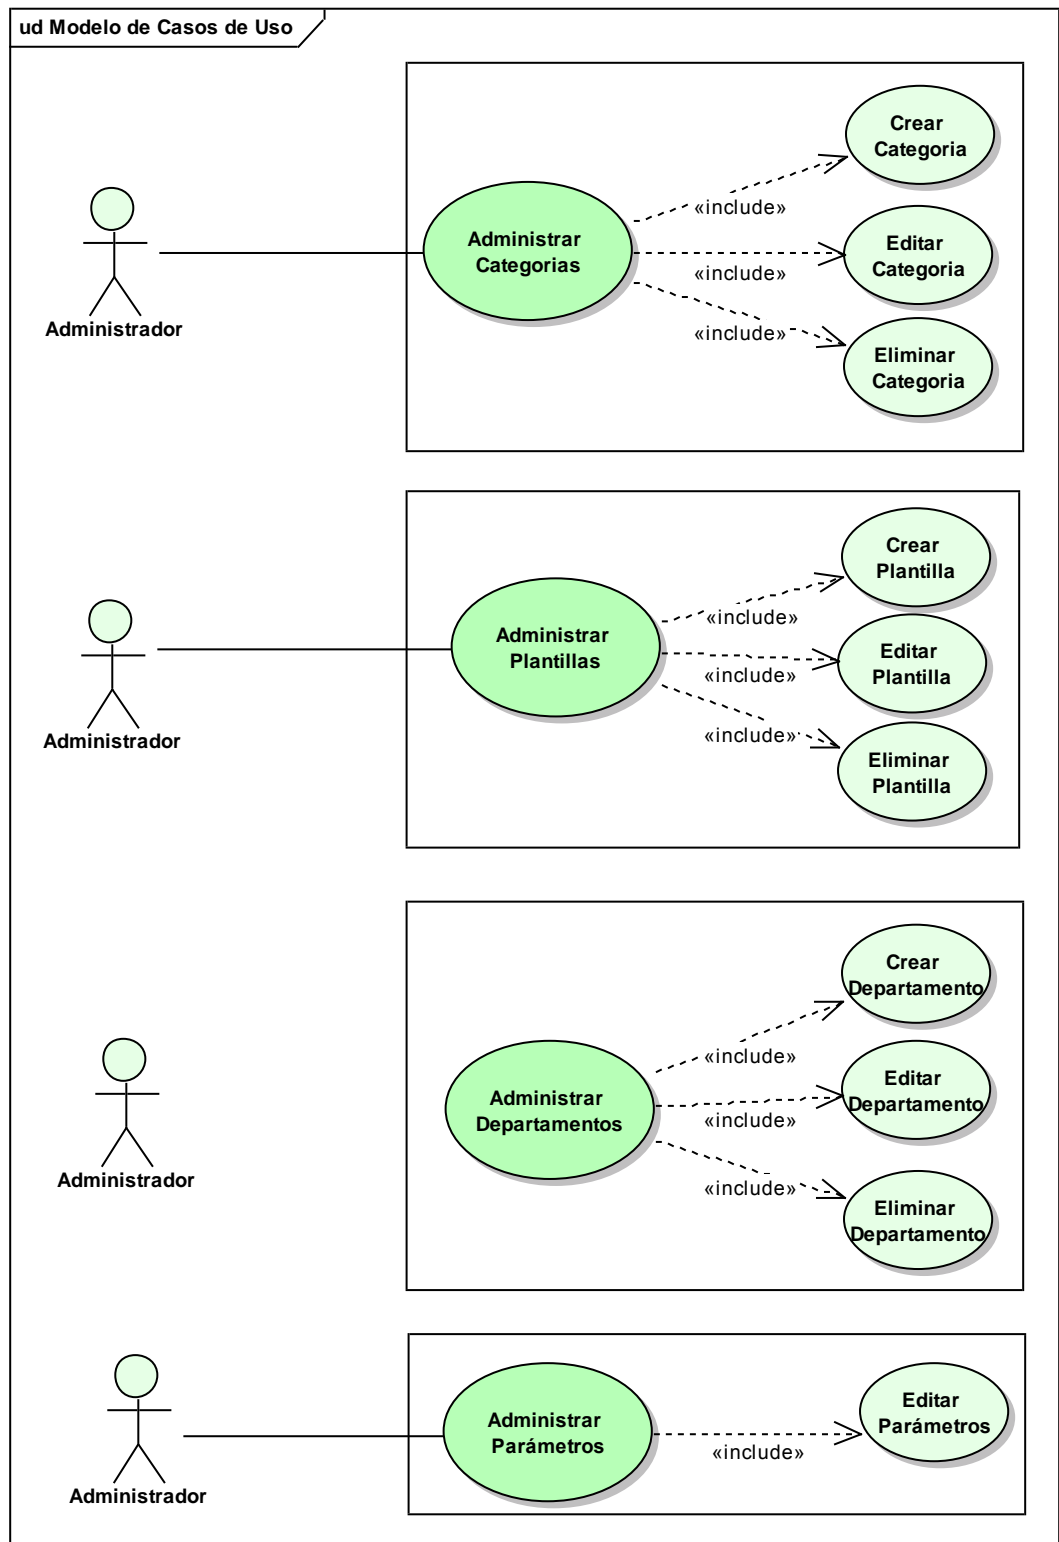 ud Modelo de Casos de Uso
Crear
Categoria
«include»
Administrar
Categorias
Editar
Categoria
«include»
Administrador
«include»
Eliminar
Categoria
Crear
Plantilla
«include»
Administrar
Plantillas
Editar
Plantilla
«include»
Administrador
«include»
Eliminar
Plantilla
Crear
Departamento
«include»
Administrar
Departamentos
Editar
Departamento
«include»
Administrador
«include»
Eliminar
Departamento
Administrar
Parámetros
Editar
Parámetros
«include»
Administrador